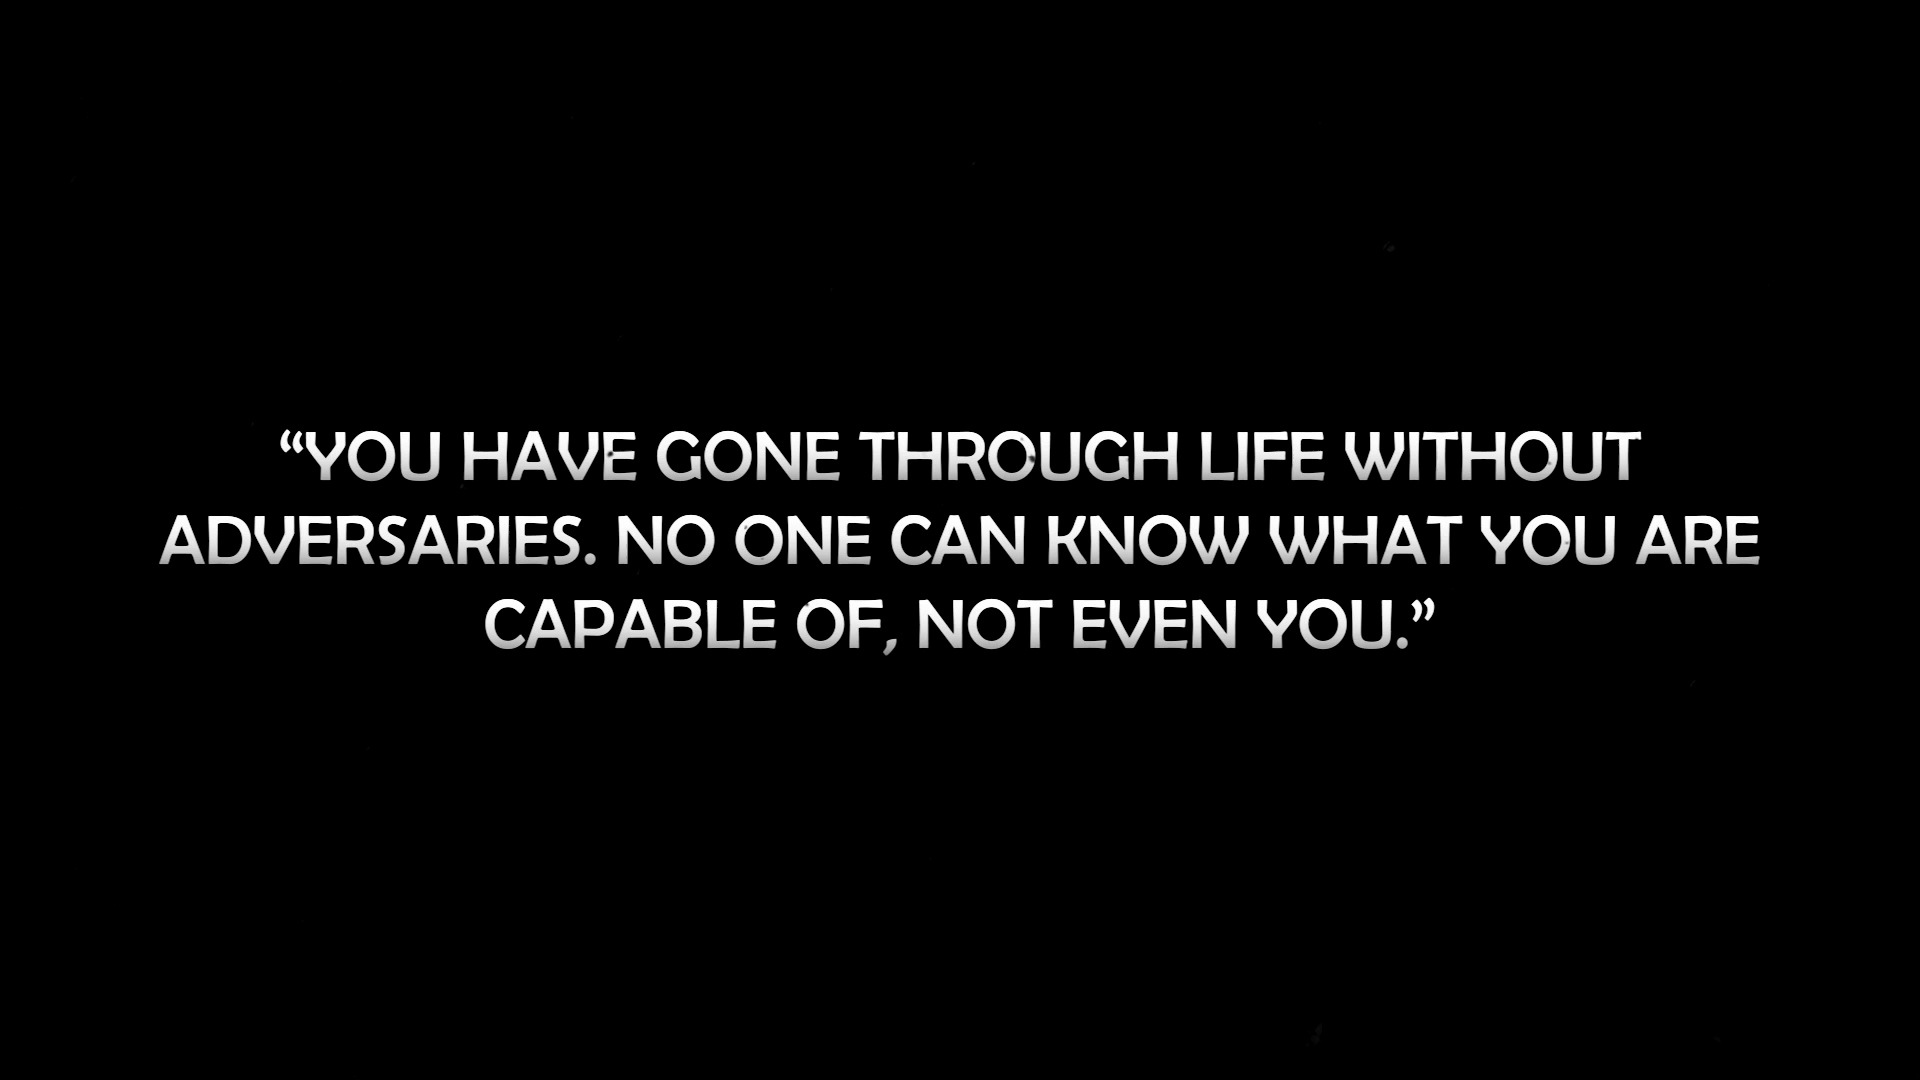 “YOU HAVE GONE THROUGH LIFE WITHOUT
ADVERSARIES. NO ONE CAN KNOW WHAT YOU ARE
CAPABLE OF, NOT EVEN YOU.”